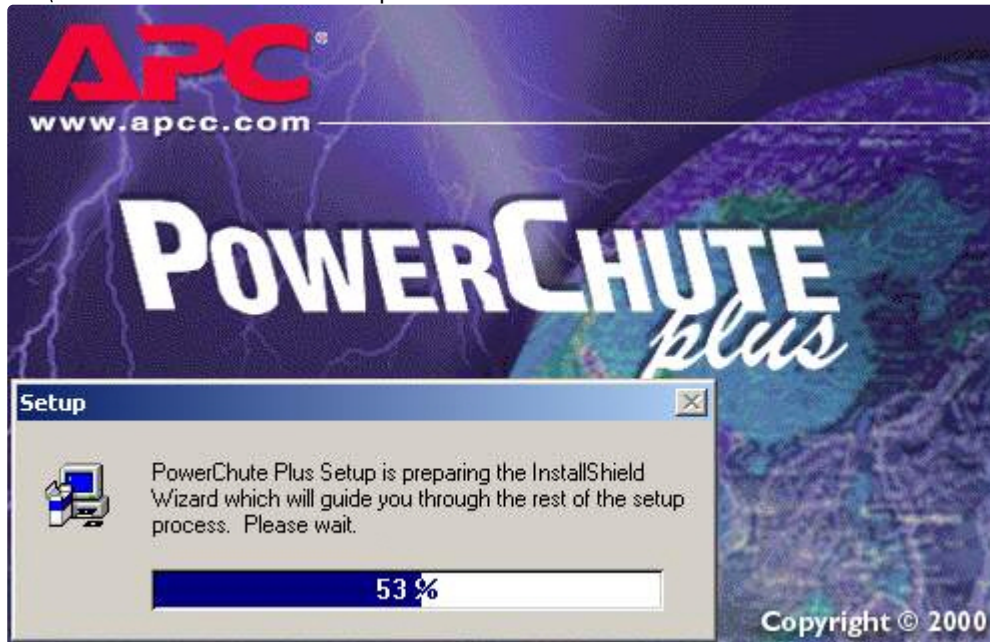 APC®
www.apcc.com
POWERCHUTE
plus
Setup
PowerChute Plus Setup is preparing the InstallShield
Wizard which will guide you through the rest of the setup
process. Please wait.
53 %
Copyright © 2000